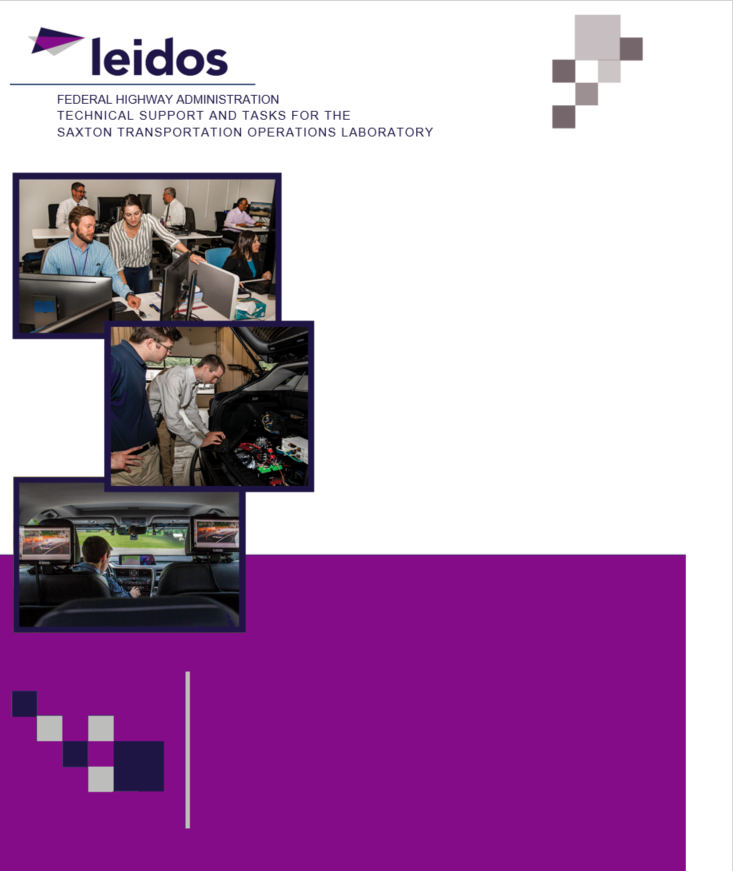 leidos
FEDERAL HIGHWAY ADMINISTRATION
TECHNICAL SUPPORT AND TASKS FOR THE
SAXTON TRANSPORTATION OPERATIONS LABORATORY